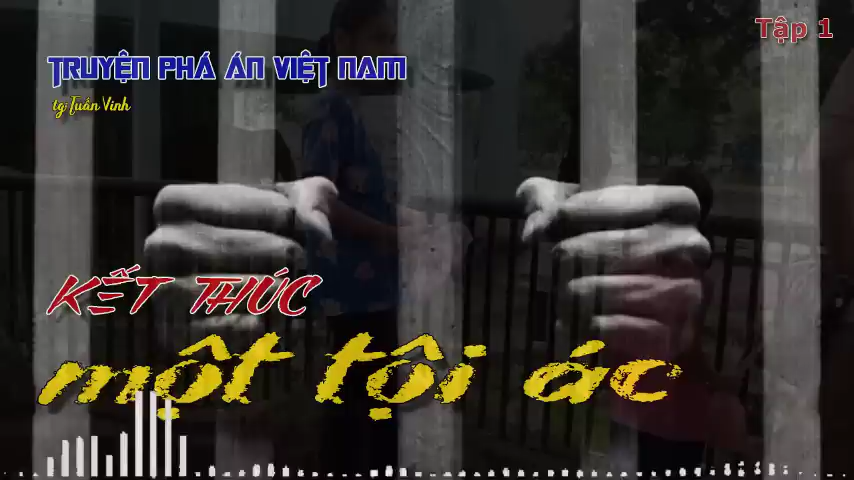 Tập 1
TRUYỆN PHÁ ÁN VIỆT NAM
tg: Tuấn Vinh
KẾT THÚC
một tội ác